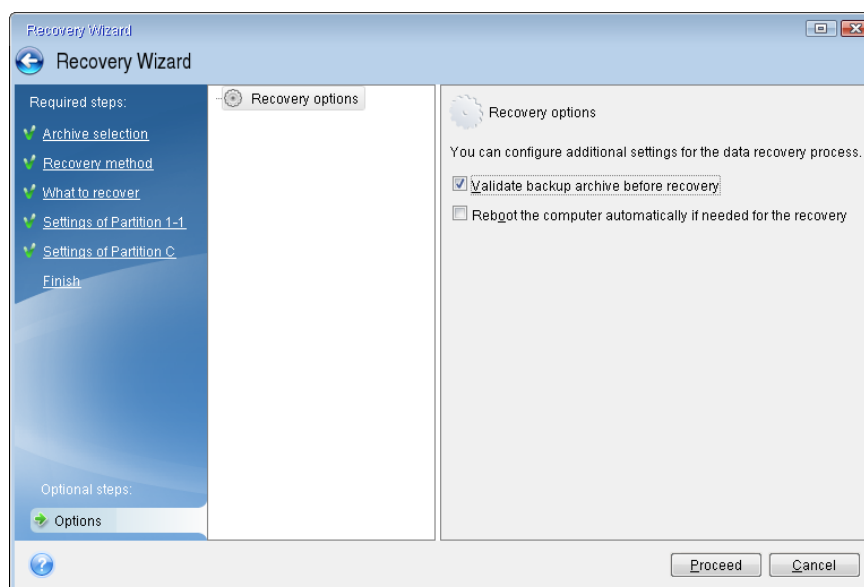 Recovery Wizard
Recovery Wizard
Required steps:
Archive selection
Recovery method
What to recover
Settings of Partition 1-1
Settings of Partition C
Finish
Optional steps:
Options
Recovery options
Recovery options
You can configure additional settings for the data recovery process.
Validate backup archive before recovery
Reboot the computer automatically if needed for the recovery
Proceed
Cancel